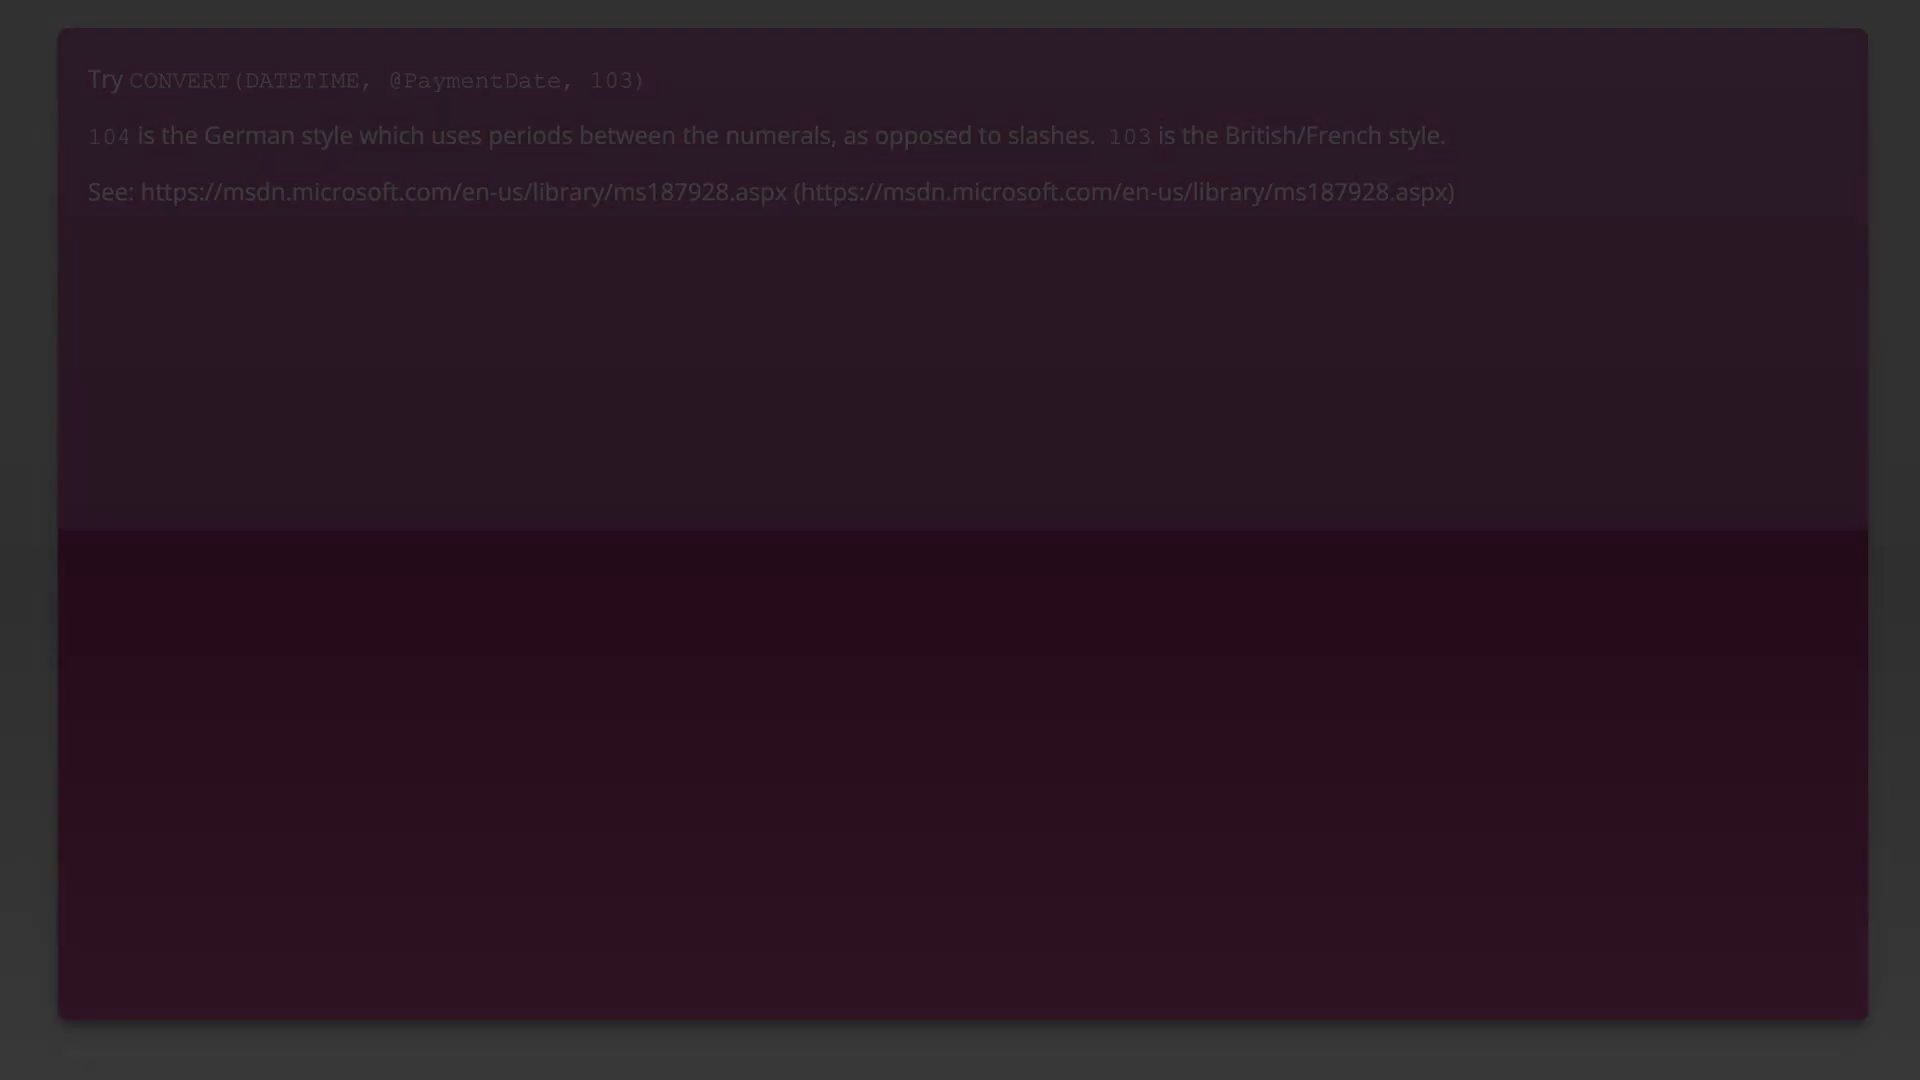 Try CONVERT(DATETIME, @PaymentDate, 103)
104 is the German style which uses periods between the numerals, as opposed to slashes. 103 is the British/French style.
See: https://msdn.microsoft.com/en-us/library/ms187928.aspx (https://msdn.microsoft.com/en-us/library/ms187928.aspx)